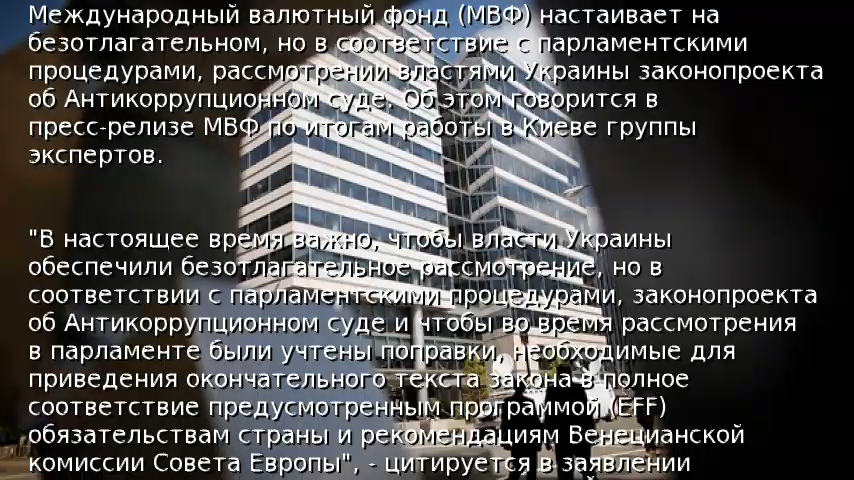 Международный валютный фонд (МВФ) настаивает на
безотлагательном, но в соответствие с парламентскими
процедурами, рассмотрении властями Украины законопроекта
об Антикоррупционном суде. Об этом говорится в
пресс-релизе МВФ по итогам работы в Киеве группы
экспертов.
"В настоящее время важно, чтобы власти Украины
обеспечили безотлагательное рассмотрение, но в
соответствии с парламентскими процедурами, законопроекта
об Антикоррупционном суде и чтобы во время рассмотрения
в парламенте были учтены поправки, необходимые для
приведения окончательного текста закона в полное
соответствие предусмотренным программой (EFF)
обязательствам страны и рекомендациям Венецианской
комиссии Совета Европы", - цитируется в заявлении